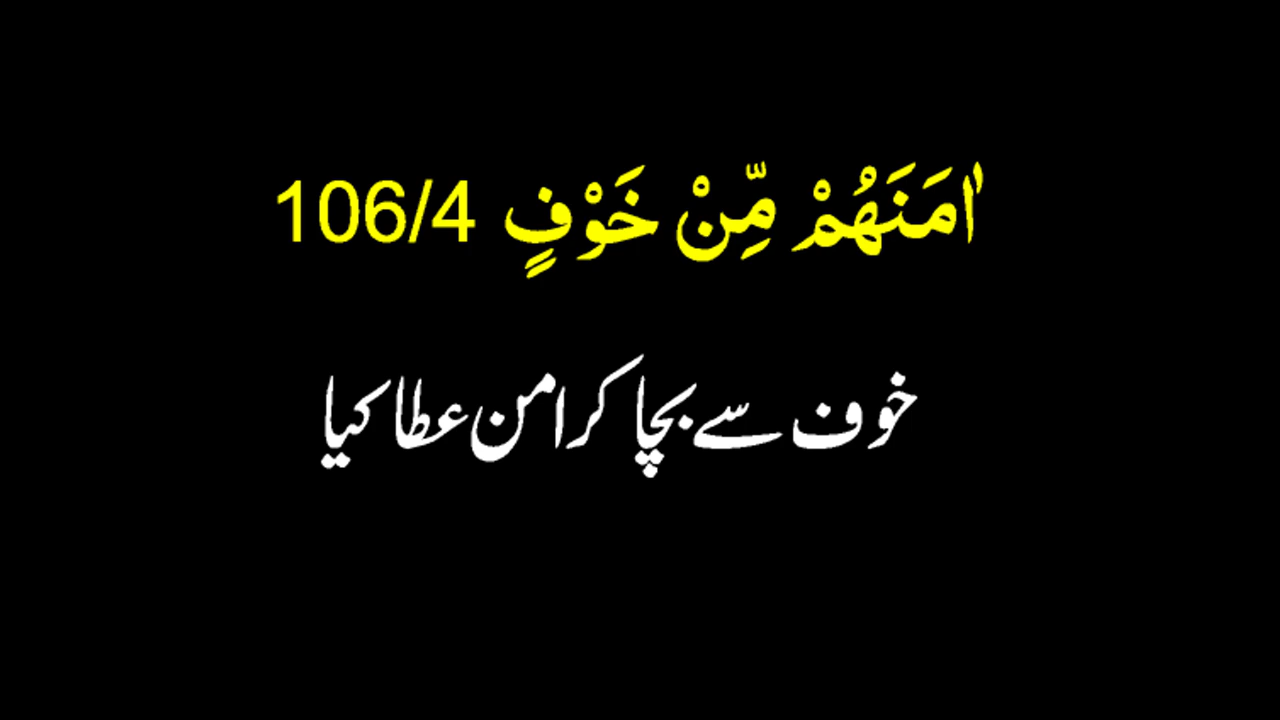 اٰمَنَهُمْ مِّنْ خَوْفٍ 106/4
خوف سے بچا کر امن عطا کیا